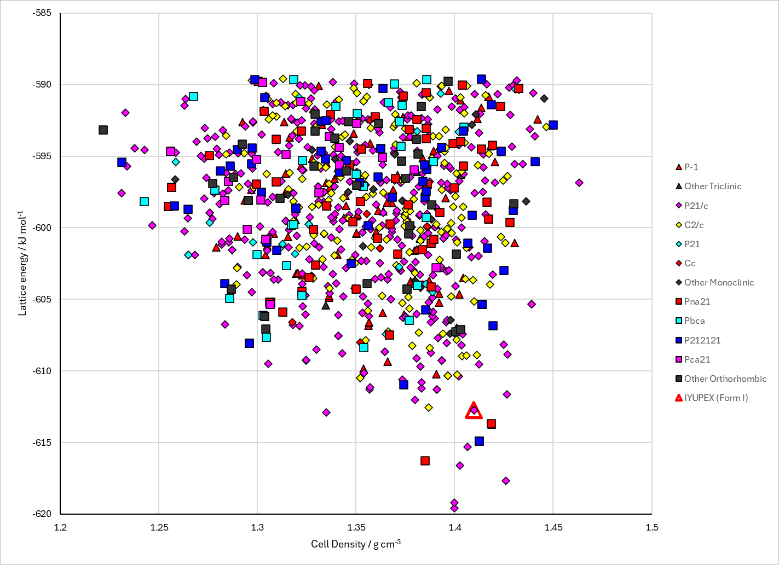 -585
-590
-595
-600
-605
-610
-615
-620
Lattice energy / kJ mol-1
1.2 1.25 1.3 1.35 1.4 1.45 1.5
Cell Density / g cm-3
P-1
Other Triclinic
P21/c
C2/c
P21
Cc
Other Monoclinic
Pna21
Pbca
P212121
Pca21
Other Orthorhombic
IYUPEX (Form I)